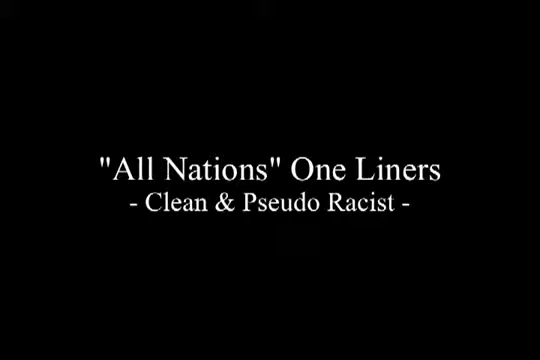 "All Nations" One Liners
- Clean & Pseudo Racist -